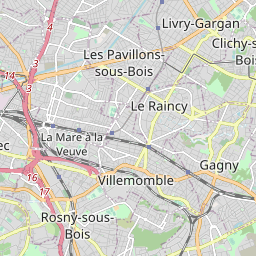 Livry-Gargan
Clichy-s
Bois
Les Pavillons-
sous-Bois
14
3
Le Raincy
La Mare à la
Veuve
ec
Gagny
17
16
Villemomble
Rosny-sous-
Bois